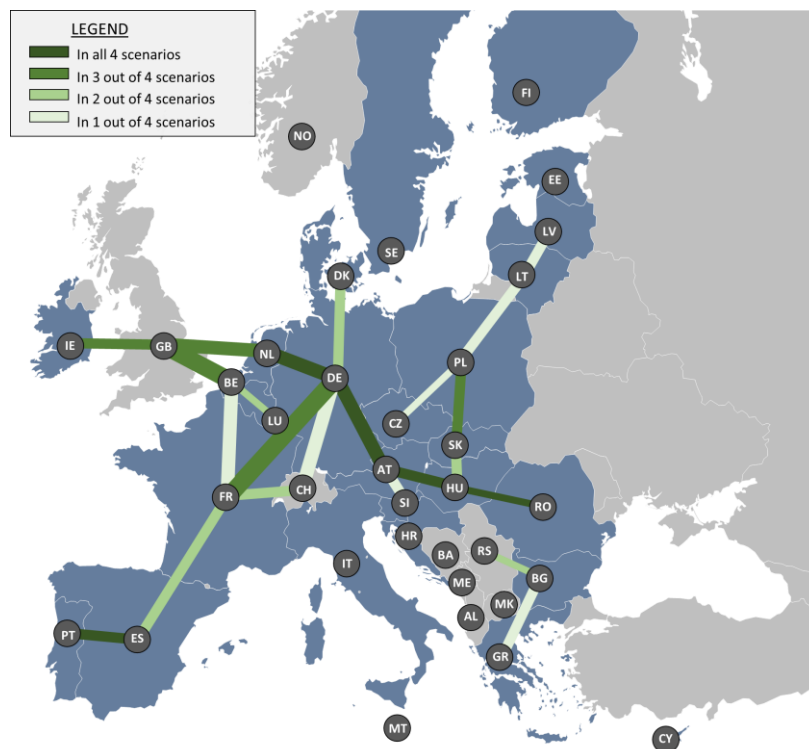 LEGEND
In all 4 scenarios
In 3 out of 4 scenarios
In 2 out of 4 scenarios
In 1 out of 4 scenarios
FI
NO
EE
LV
SE
LT
DK
IE
GB
NL
PL
BE
DE
LU
CZ
SK
AT
HU
FR
CH
SI
RO
HR
BA
RS
IT
ME
BG
MK
AL
PT
ES
GR
MT
CY